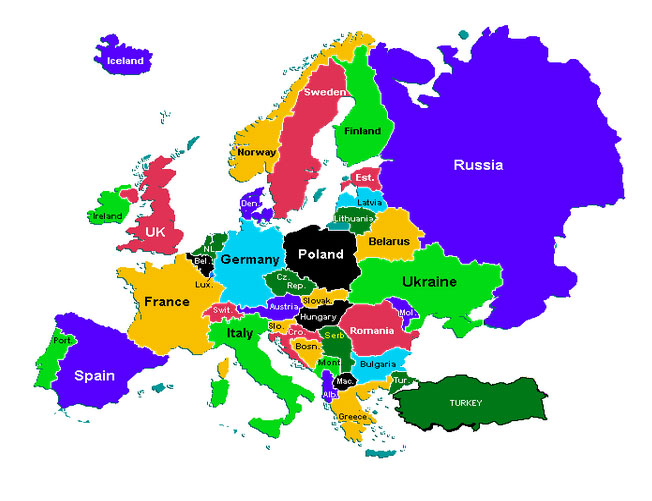 Iceland
Sweden
Finland
Norway
Russia
Est.
Latvia
Den.
Lithuania
Ireland
UK
Belarus
NL
Germany
Poland
Bel.
Ukraine
Cz.
Rep.
Lux.
France
Slovak.
Austria
Swit.
Hungary
Mol
Slo.
Cro.
Romania
Italy
Serb
Port.
Bosn.
Mont
Bulgaria
Spain
Mac.
Tur.
Alb
TURKEY
Greece